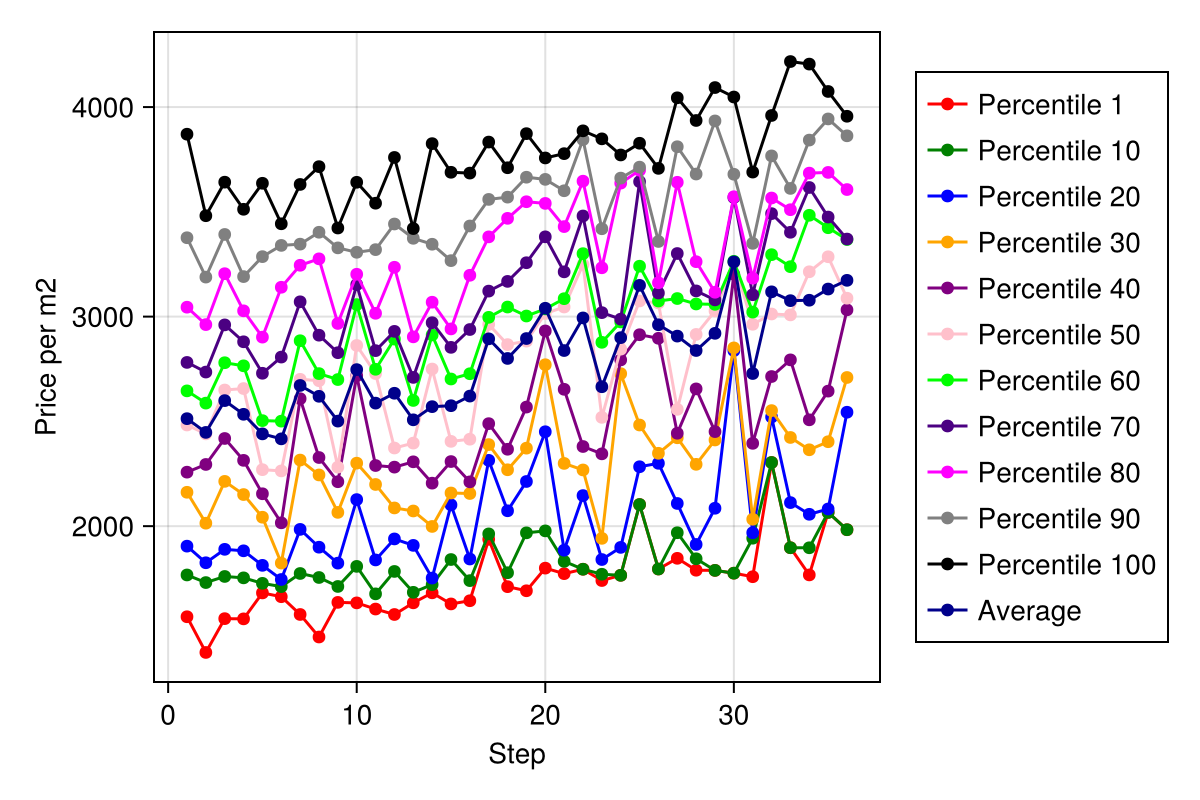 4000
3000
2000
Price per m2
0 10 20 30
Step
Percentile 1
Percentile 10
Percentile 20
Percentile 30
Percentile 40
Percentile 50
Percentile 60
Percentile 70
Percentile 80
Percentile 90
Percentile 100
Average